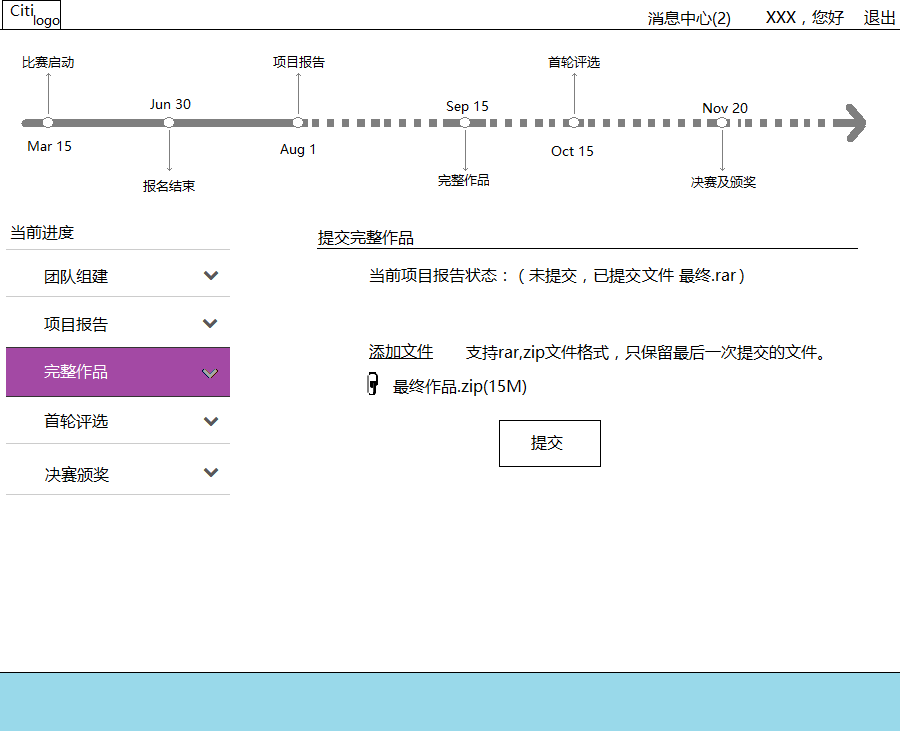 Citi
logo
消息中心(2) XXX，您好 退出
比赛启动 项目报告 首轮评选
Jun 30 Sep 15 Nov 20
Mar 15 Aug 1 Oct 15
报名结束 完整作品 决赛及颁奖
当前进度
团队组建
项目报告
完整作品
首轮评选
决赛颁奖
提交完整作品
当前项目报告状态：（未提交，已提交文件 最终.rar）
添加文件 支持rar,zip文件格式，只保留最后一次提交的文件。
最终作品.zip(15M)
提交